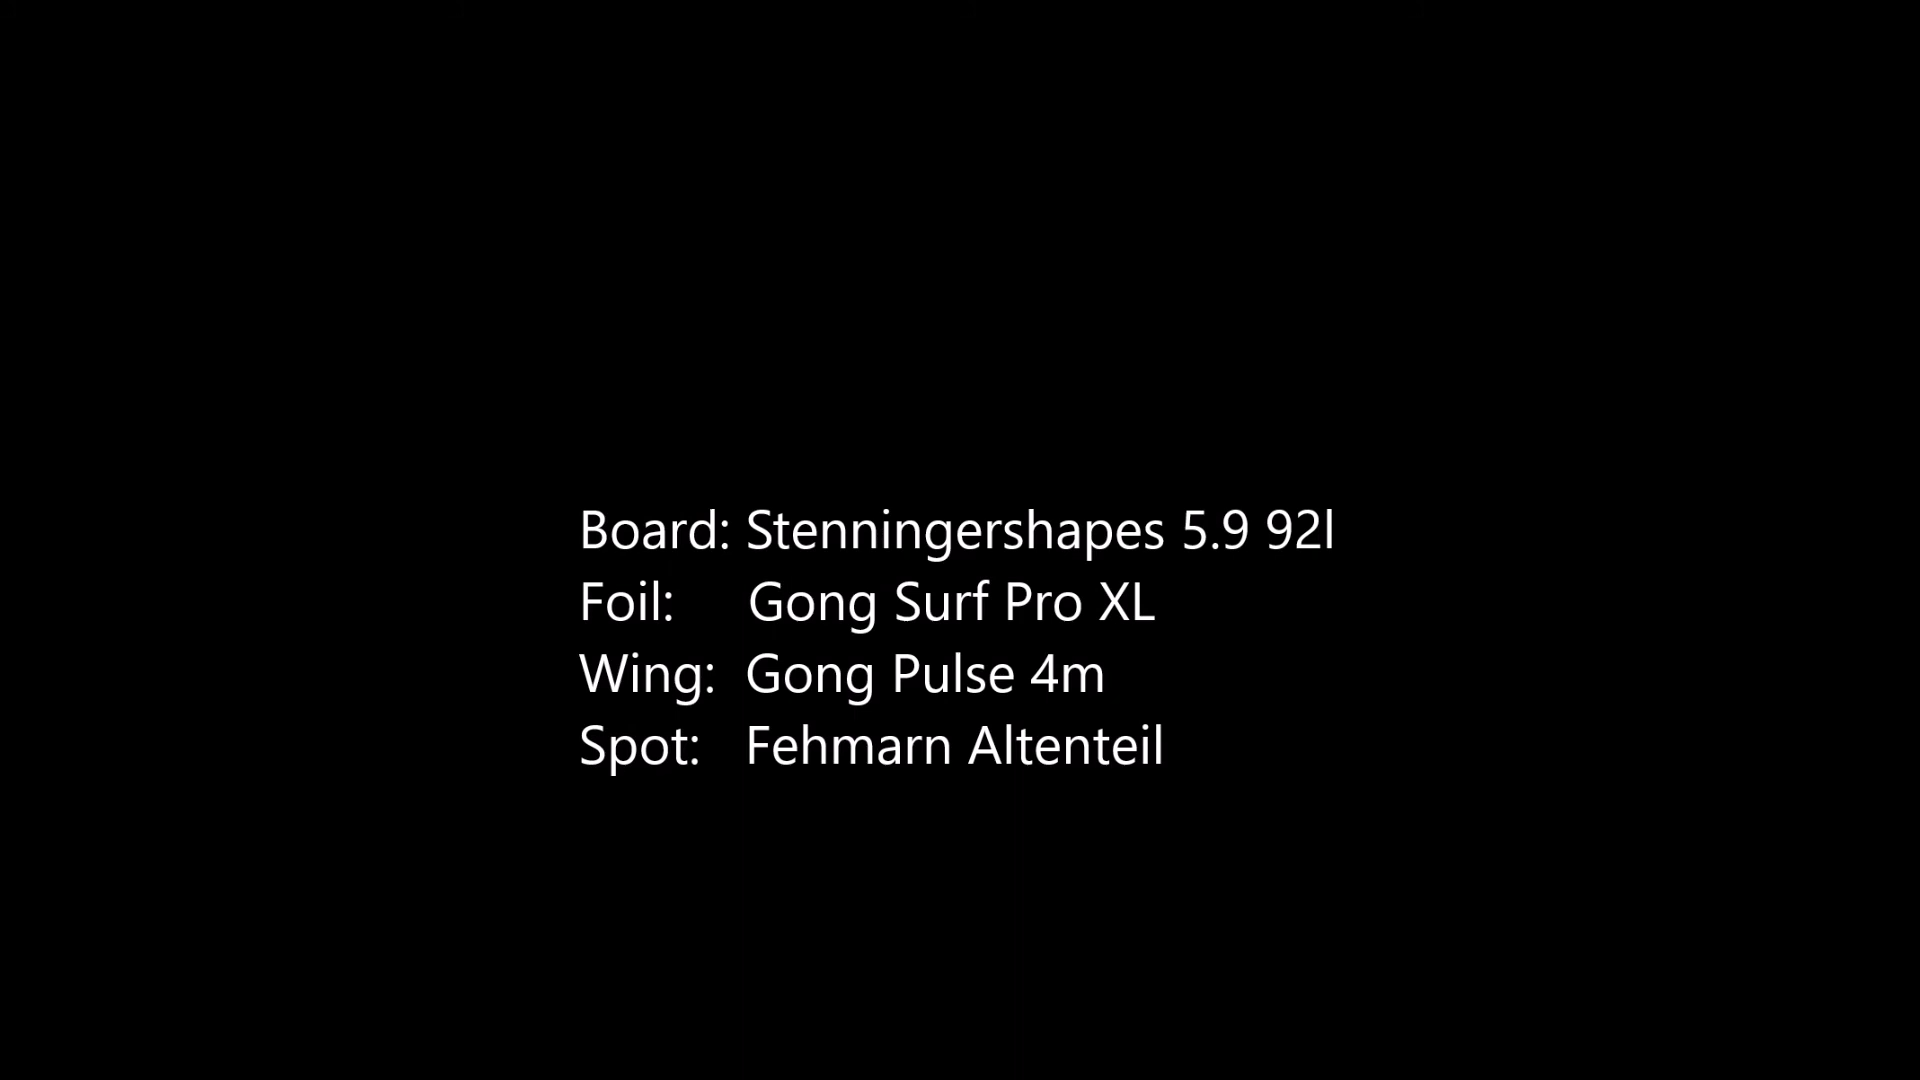 Board: Stenningershapes 5.9 92l
Foil: Gong Surf Pro XL
Wing: Gong Pulse 4m
Spot: Fehmarn Altenteil